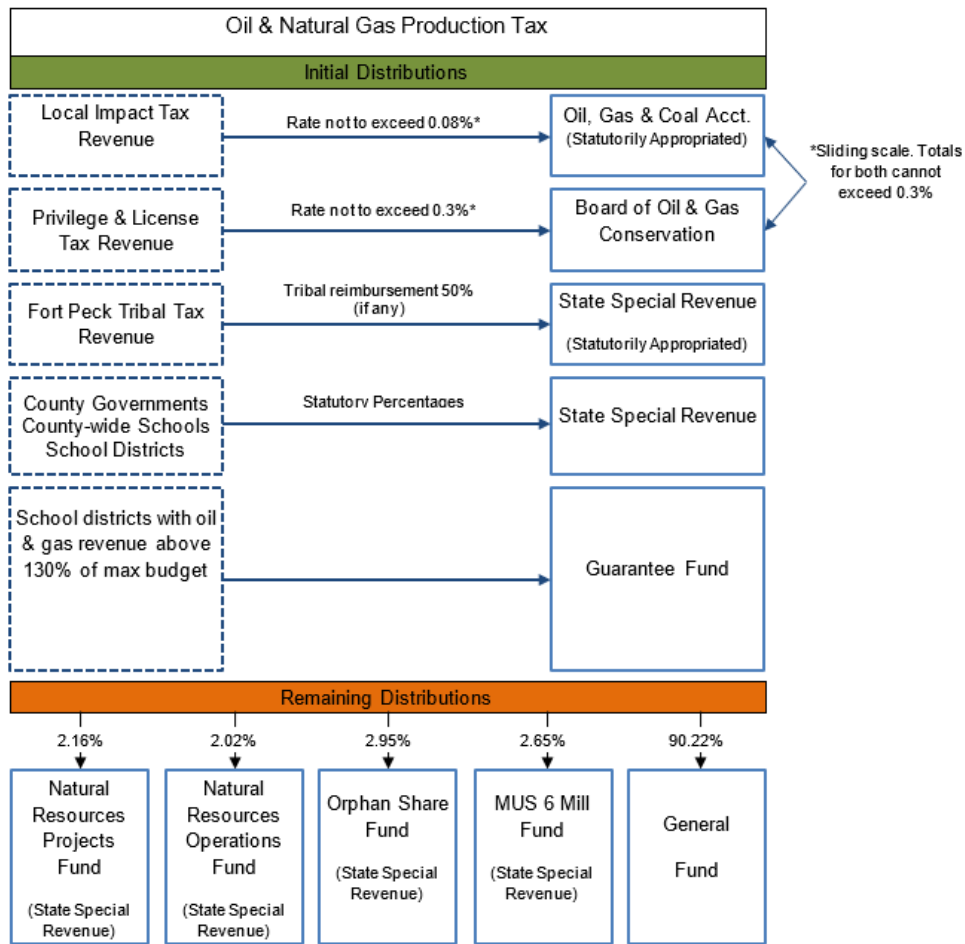 Oil & Natural Gas Production Tax
Initial Distributions
Local Impact Tax
Revenue
Rate not to exceed 0.08%*
Oil, Gas & Coal Acct.
(Statutorily Appropriated)
*Sliding scale. Totals
for both cannot
exceed 0.3%
Privilege & License
Tax Revenue
Rate not to exceed 0.3%*
Board of Oil & Gas
Conservation
Fort Peck Tribal Tax
Revenue
Tribal reimbursement 50%
(if any)
State Special Revenue
(Statutorily Appropriated)
County Governments
County-wide Schools
School Districts
Statutory Percentages
State Special Revenue
School districts with oil
& gas revenue above
130% of max budget
Guarantee Fund
Remaining Distributions
2.16%
2.02%
2.95%
2.65%
90.22%
Natural
Resources
Projects
Fund
(State Special
Revenue)
Natural
Resources
Operations
Fund
(State Special
Revenue)
Orphan Share
Fund
(State Special
Revenue)
MUS 6 Mill
Fund
(State Special
Revenue)
General
Fund